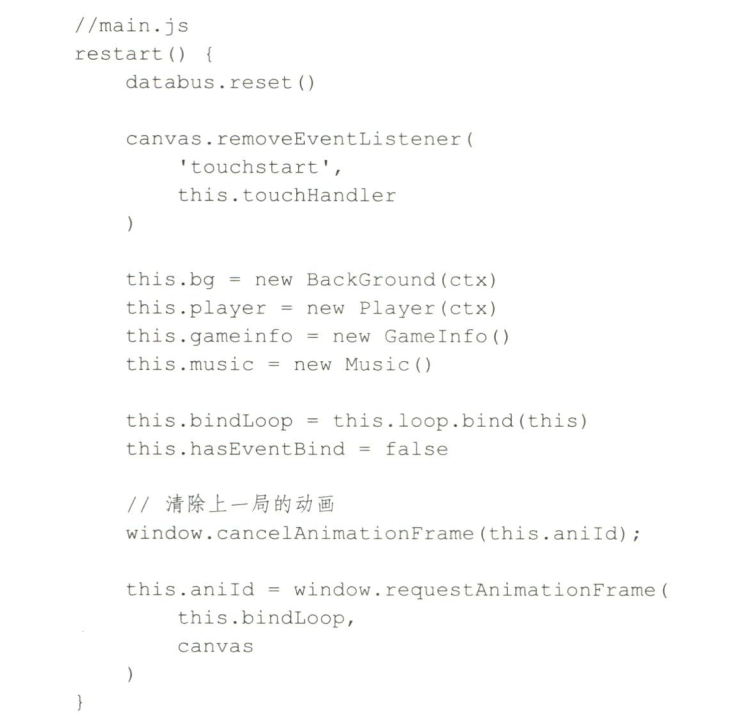 //main.js
restart() {
    databus.reset()

    canvas.removeEventListener(
        'touchstart',
        this.touchHandler
    )

    this.bg = new BackGround(ctx)
    this.player = new Player(ctx)
    this.gameinfo = new GameInfo()
    this.music = new Music()

    this.bindLoop = this.loop.bind(this)
    this.hasEventBind = false

    // 清除上一局的动画
    window.cancelAnimationFrame(this.aniId);

    this.aniId = window.requestAnimationFrame(
        this.bindLoop,
        canvas
    )
}